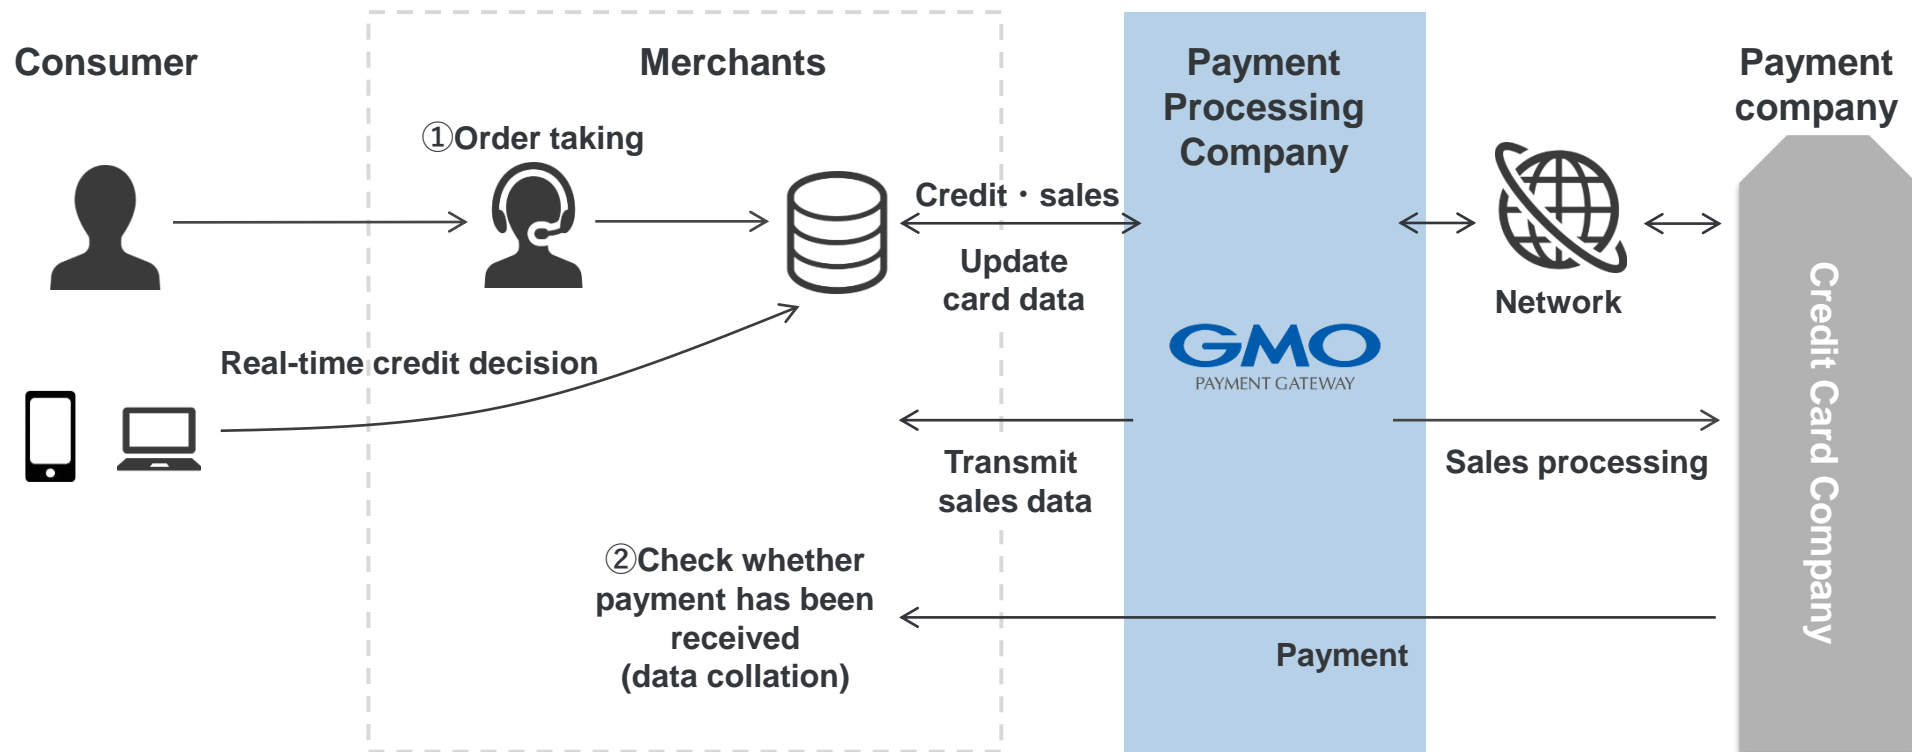 Consumer
Merchants
Payment
Processing
Company
Payment
company
①Order taking
Credit・sales
Update
card data
Network
Real-time credit decision
GMO
PAYMENT GATEWAY
Credit Card Company
Transmit
sales data
Sales processing
②Check whether
payment has been
received
(data collation)
Payment